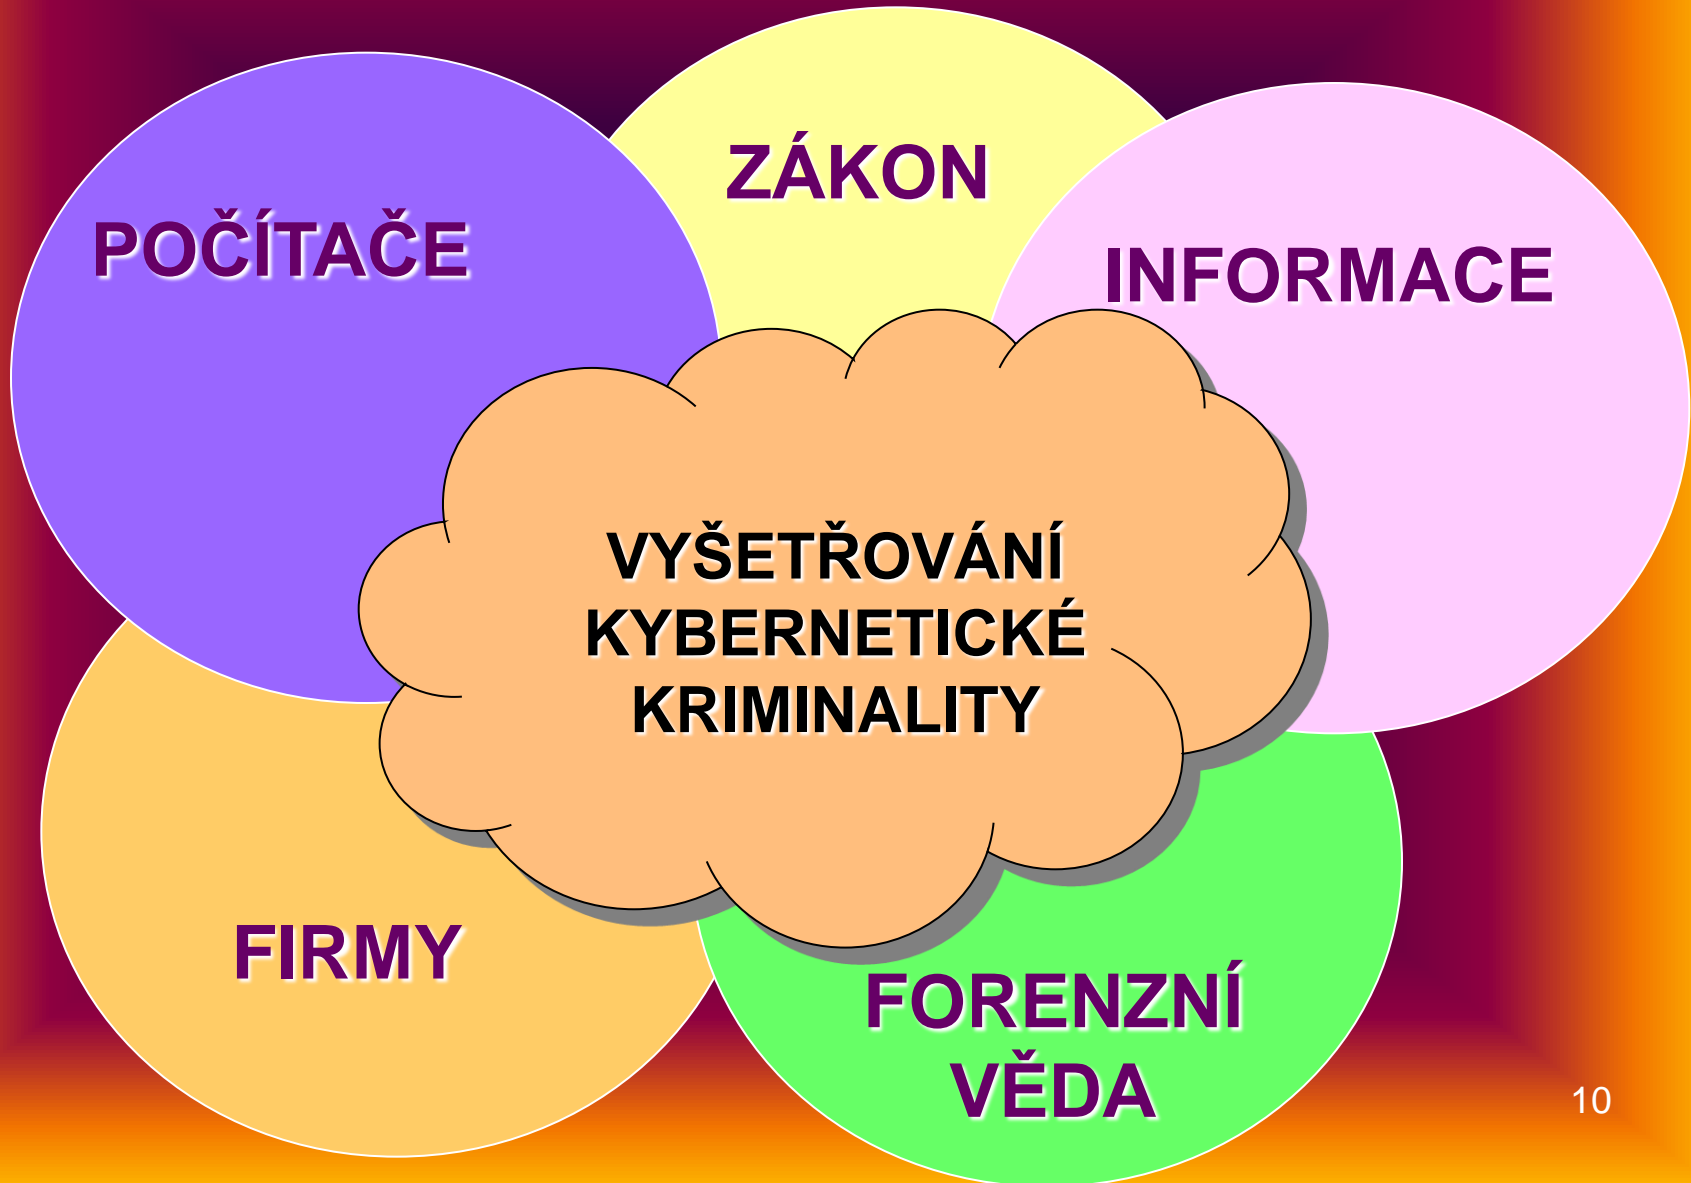 ZÁKON
POČÍTAČE
INFORMACE
VYŠETŘOVÁNÍ
KYBERNETICKÉ
KRIMINALITY
FIRMY
FORENZNÍ
VĚDA
10